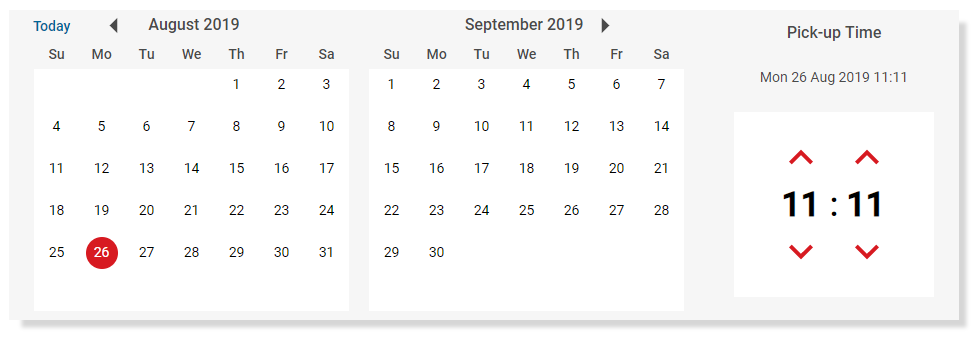 Today August 2019
Su Mo Tu We Th Fr Sa
1 2 3
4 5 6 7 8 9 10
11 12 13 14 15 16 17
18 19 20 21 22 23 24
25 26 27 28 29 30 31
September 2019
Su Mo Tu We Th Fr Sa
1 2 3 4 5 6 7
8 9 10 11 12 13 14
15 16 17 18 19 20 21
22 23 24 25 26 27 28
29 30
Pick-up Time
Mon 26 Aug 2019 11:11
11 : 11